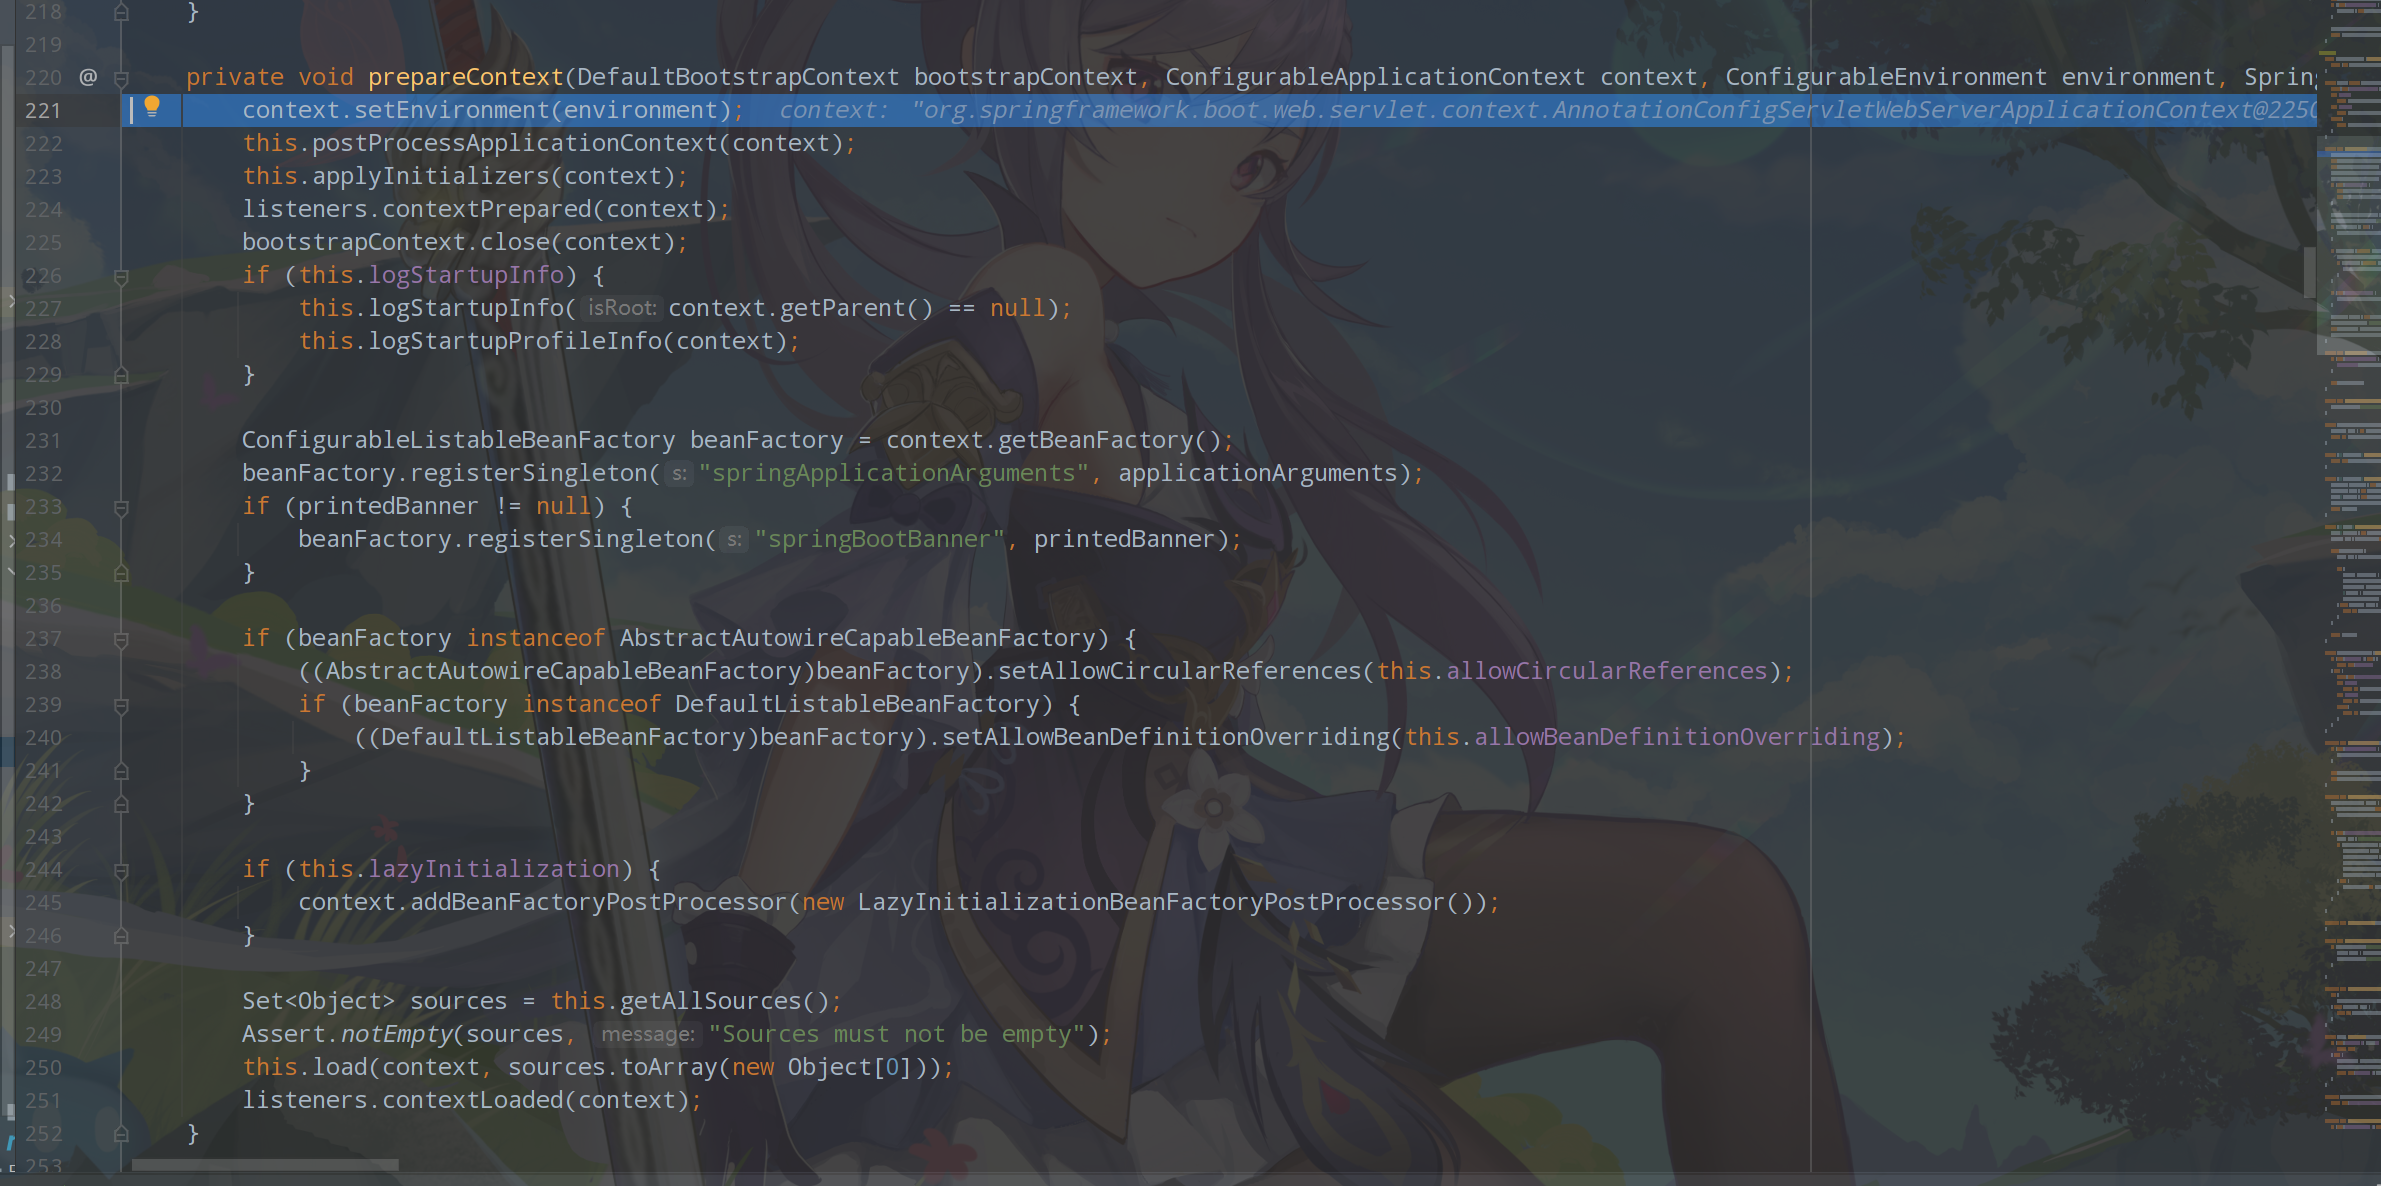 218 }
219
220 @ private void prepareContext(DefaultBootstrapContext bootstrapContext, ConfigurableApplicationContext context, ConfigurableEnvironment environment, Spring
221 context.setEnvironment(environment); context: "org.springframework.boot.web.servlet.context.AnnotationConfigServletWebServerApplicationContext@2250
222 this.postProcessApplicationContext(context);
223 this.applyInitializers(context);
224 listeners.contextPrepared(context);
225 bootstrapContext.close(context);
226 if (this.logStartupInfo) {
227 this.logStartupInfo( isRoot: context.getParent() == null);
228 this.logStartupProfileInfo(context);
229 }
230
231 ConfigurableListableBeanFactory beanFactory = context.getBeanFactory();
232 beanFactory.registerSingleton( s: "springApplicationArguments", applicationArguments);
233 if (printedBanner != null) {
234 beanFactory.registerSingleton( s: "springBootBanner", printedBanner);
235 }
236
237 if (beanFactory instanceof AbstractAutowireCapableBeanFactory) {
238 ((AbstractAutowireCapableBeanFactory)beanFactory).setAllowCircularReferences(this.allowCircularReferences);
239 if (beanFactory instanceof DefaultListableBeanFactory) {
240 ((DefaultListableBeanFactory)beanFactory).setAllowBeanDefinitionOverriding(this.allowBeanDefinitionOverriding);
241 }
242 }
243
244 if (this.lazyInitialization) {
245 context.addBeanFactoryPostProcessor(new LazyInitializationBeanFactoryPostProcessor());
246 }
247
248 Set<Object> sources = this.getAllSources();
249 Assert.notEmpty(sources, message: "Sources must not be empty");
250 this.load(context, sources.toArray(new Object[0]));
251 listeners.contextLoaded(context);
252 }
253